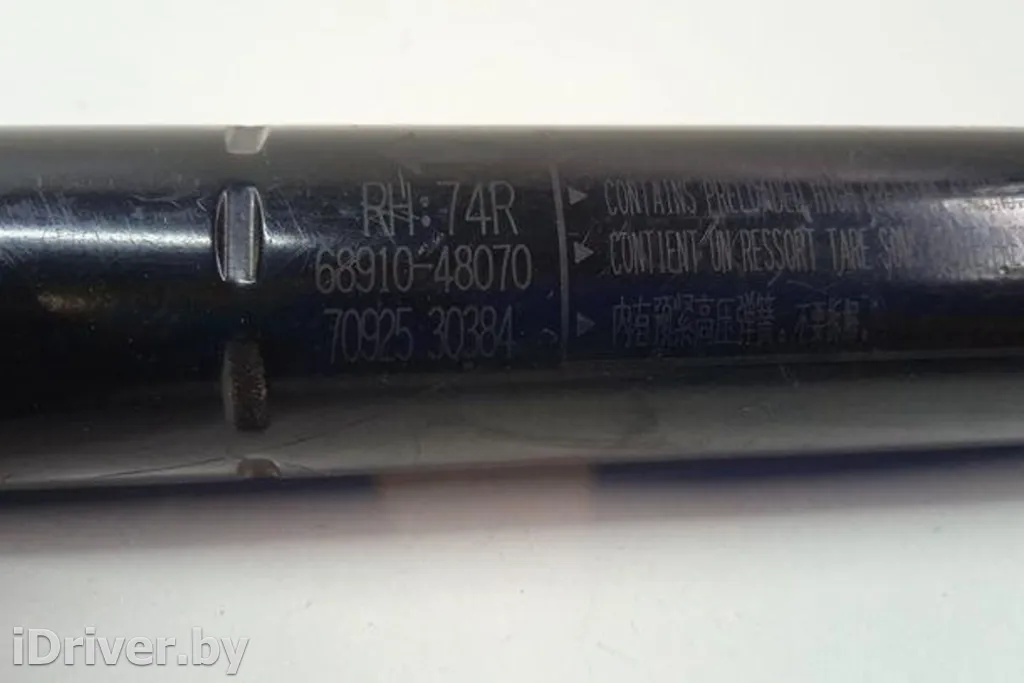 RH: 74R
68910-48070
70925 30384
CONTAINS PRELOADED
CONTIENT UN RESSORT TARE SOUS
内有预紧高压弹簧,不要拆解
iDriver.by